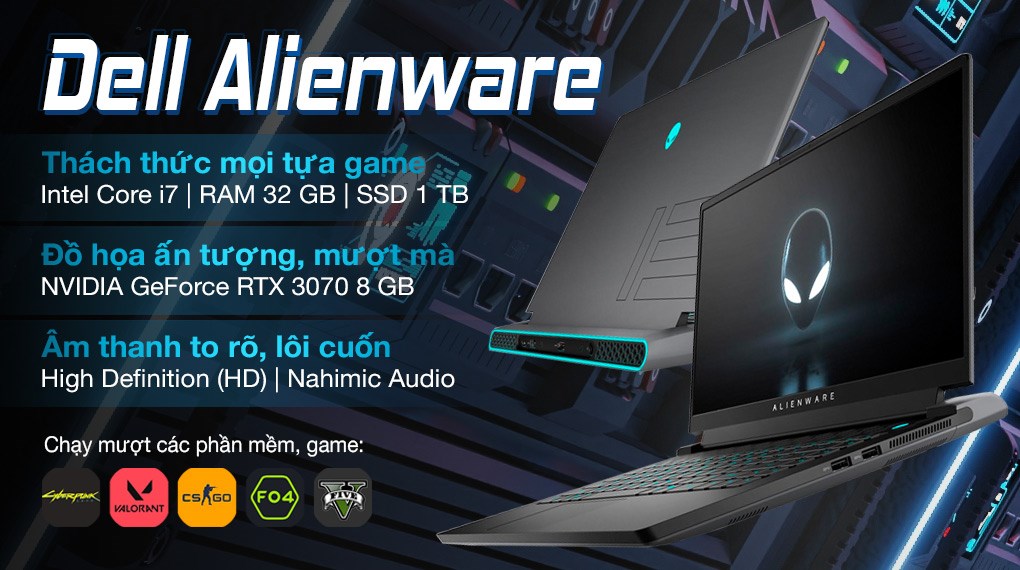 Dell Alienware
Thách thức mọi tựa game
Intel Core i7 | RAM 32 GB | SSD 1 TB
Đồ họa ấn tượng, mượt mà
NVIDIA GeForce RTX 3070 8 GB
Âm thanh to rõ, lôi cuốn
High Definition (HD) | Nahimic Audio
Chạy mượt các phần mềm, game:
Cyberpunk
VALORANT
CS GO
FO4
FIVE
ALIENWARE